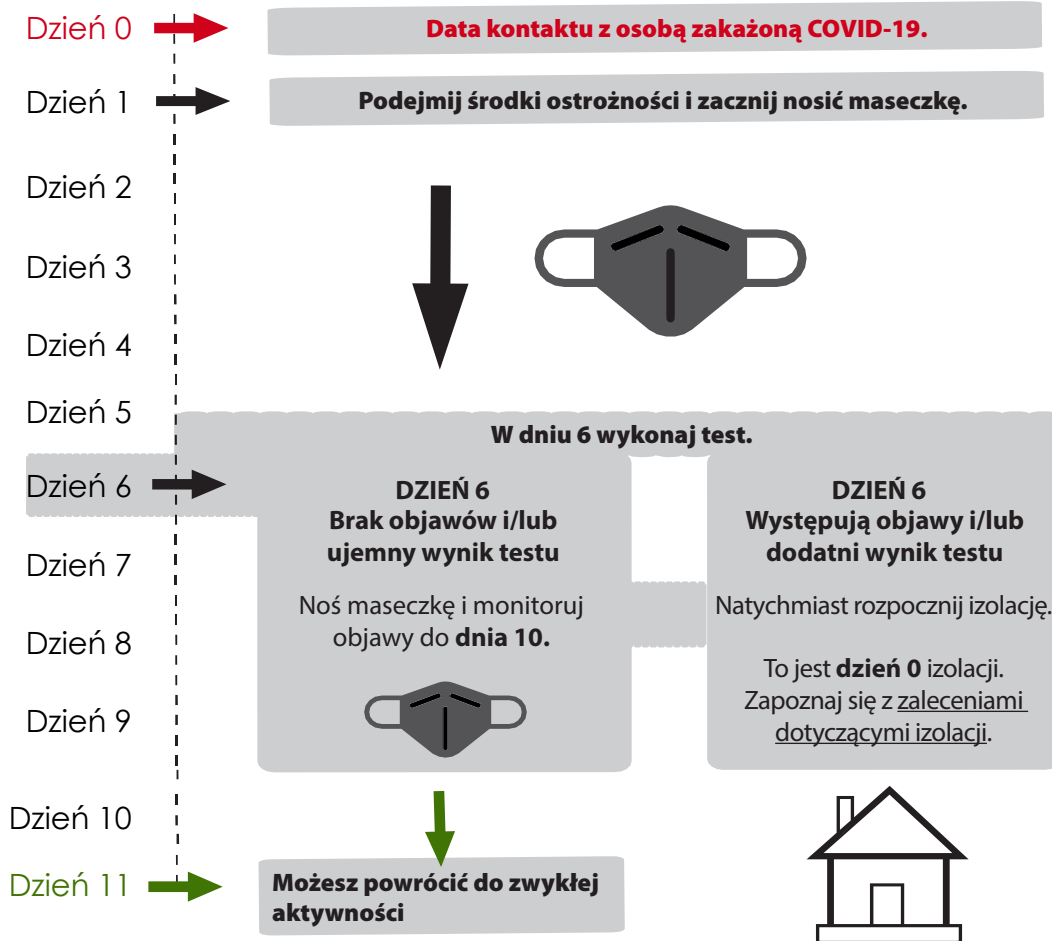 Dzień 0
Data kontaktu z osobą zakażoną COVID-19.
Dzień 1
Podejmij środki ostrożności i zacznij nosić maseczkę.
Dzień 2
Dzień 3
Dzień 4
Dzień 5
W dniu 6 wykonaj test.
Dzień 6
DZIEŃ 6
Brak objawów i/lub
ujemny wynik testu
Noś maseczkę i monitoruj
objawy do dnia 10.
DZIEŃ 6
Występują objawy i/lub
dodatni wynik testu
Natychmiast rozpocznij izolację.
To jest dzień 0 izolacji.
Zapoznaj się z zaleceniami
dotyczącymi izolacji.
Dzień 7
Dzień 8
Dzień 9
Dzień 10
Dzień 11
Możesz powrócić do zwykłej
aktywności